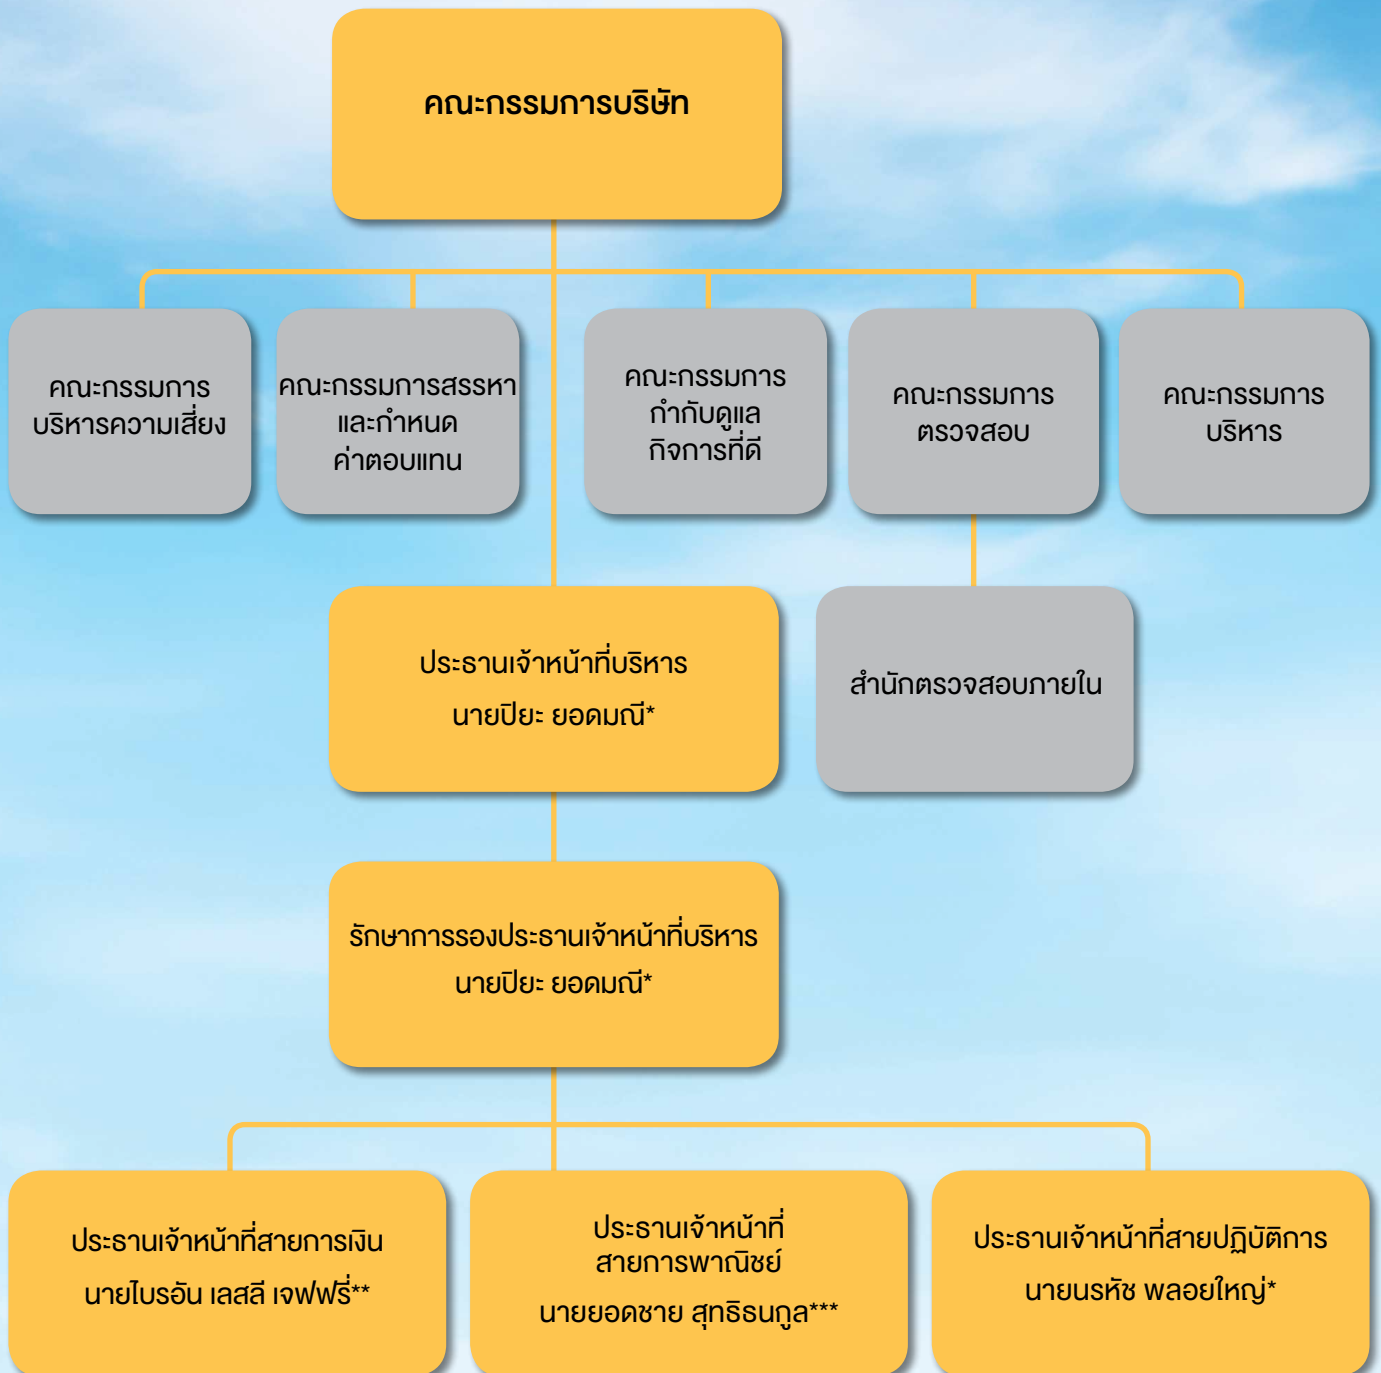 คณะกรรมการบริษัท
คณะกรรมการ
บริหารความเสี่ยง
คณะกรรมการสรรหา
และกำหนด
ค่าตอบแทน
คณะกรรมการ
กำกับดูแล
กิจการที่ดี
คณะกรรมการ
ตรวจสอบ
คณะกรรมการ
บริหาร
ประธานเจ้าหน้าที่บริหาร
นายปิยะ ยอดมณี*
สำนักตรวจสอบภายใน
รักษาการรองประธานเจ้าหน้าที่บริหาร
นายปิยะ ยอดมณี*
ประธานเจ้าหน้าที่สายการเงิน
นายไบรอัน เลสลี เจฟฟรี่**
ประธานเจ้าหน้าที่
สายการพาณิชย์
นายยอดชาย สุทธิธนกูล***
ประธานเจ้าหน้าที่สายปฏิบัติการ
นายนรหัช พลอยใหญ่*